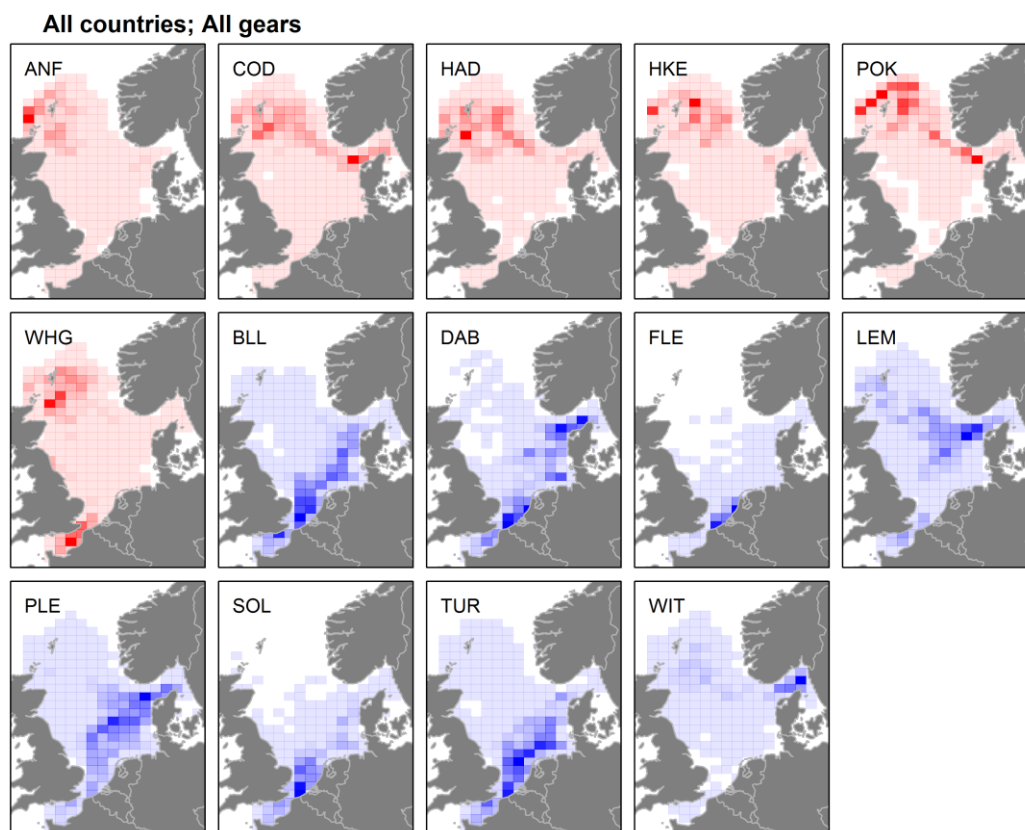 All countries; All gears
ANF
COD
HAD
HKE
POK
WHG
BLL
DAB
FLE
LEM
PLE
SOL
TUR
WIT